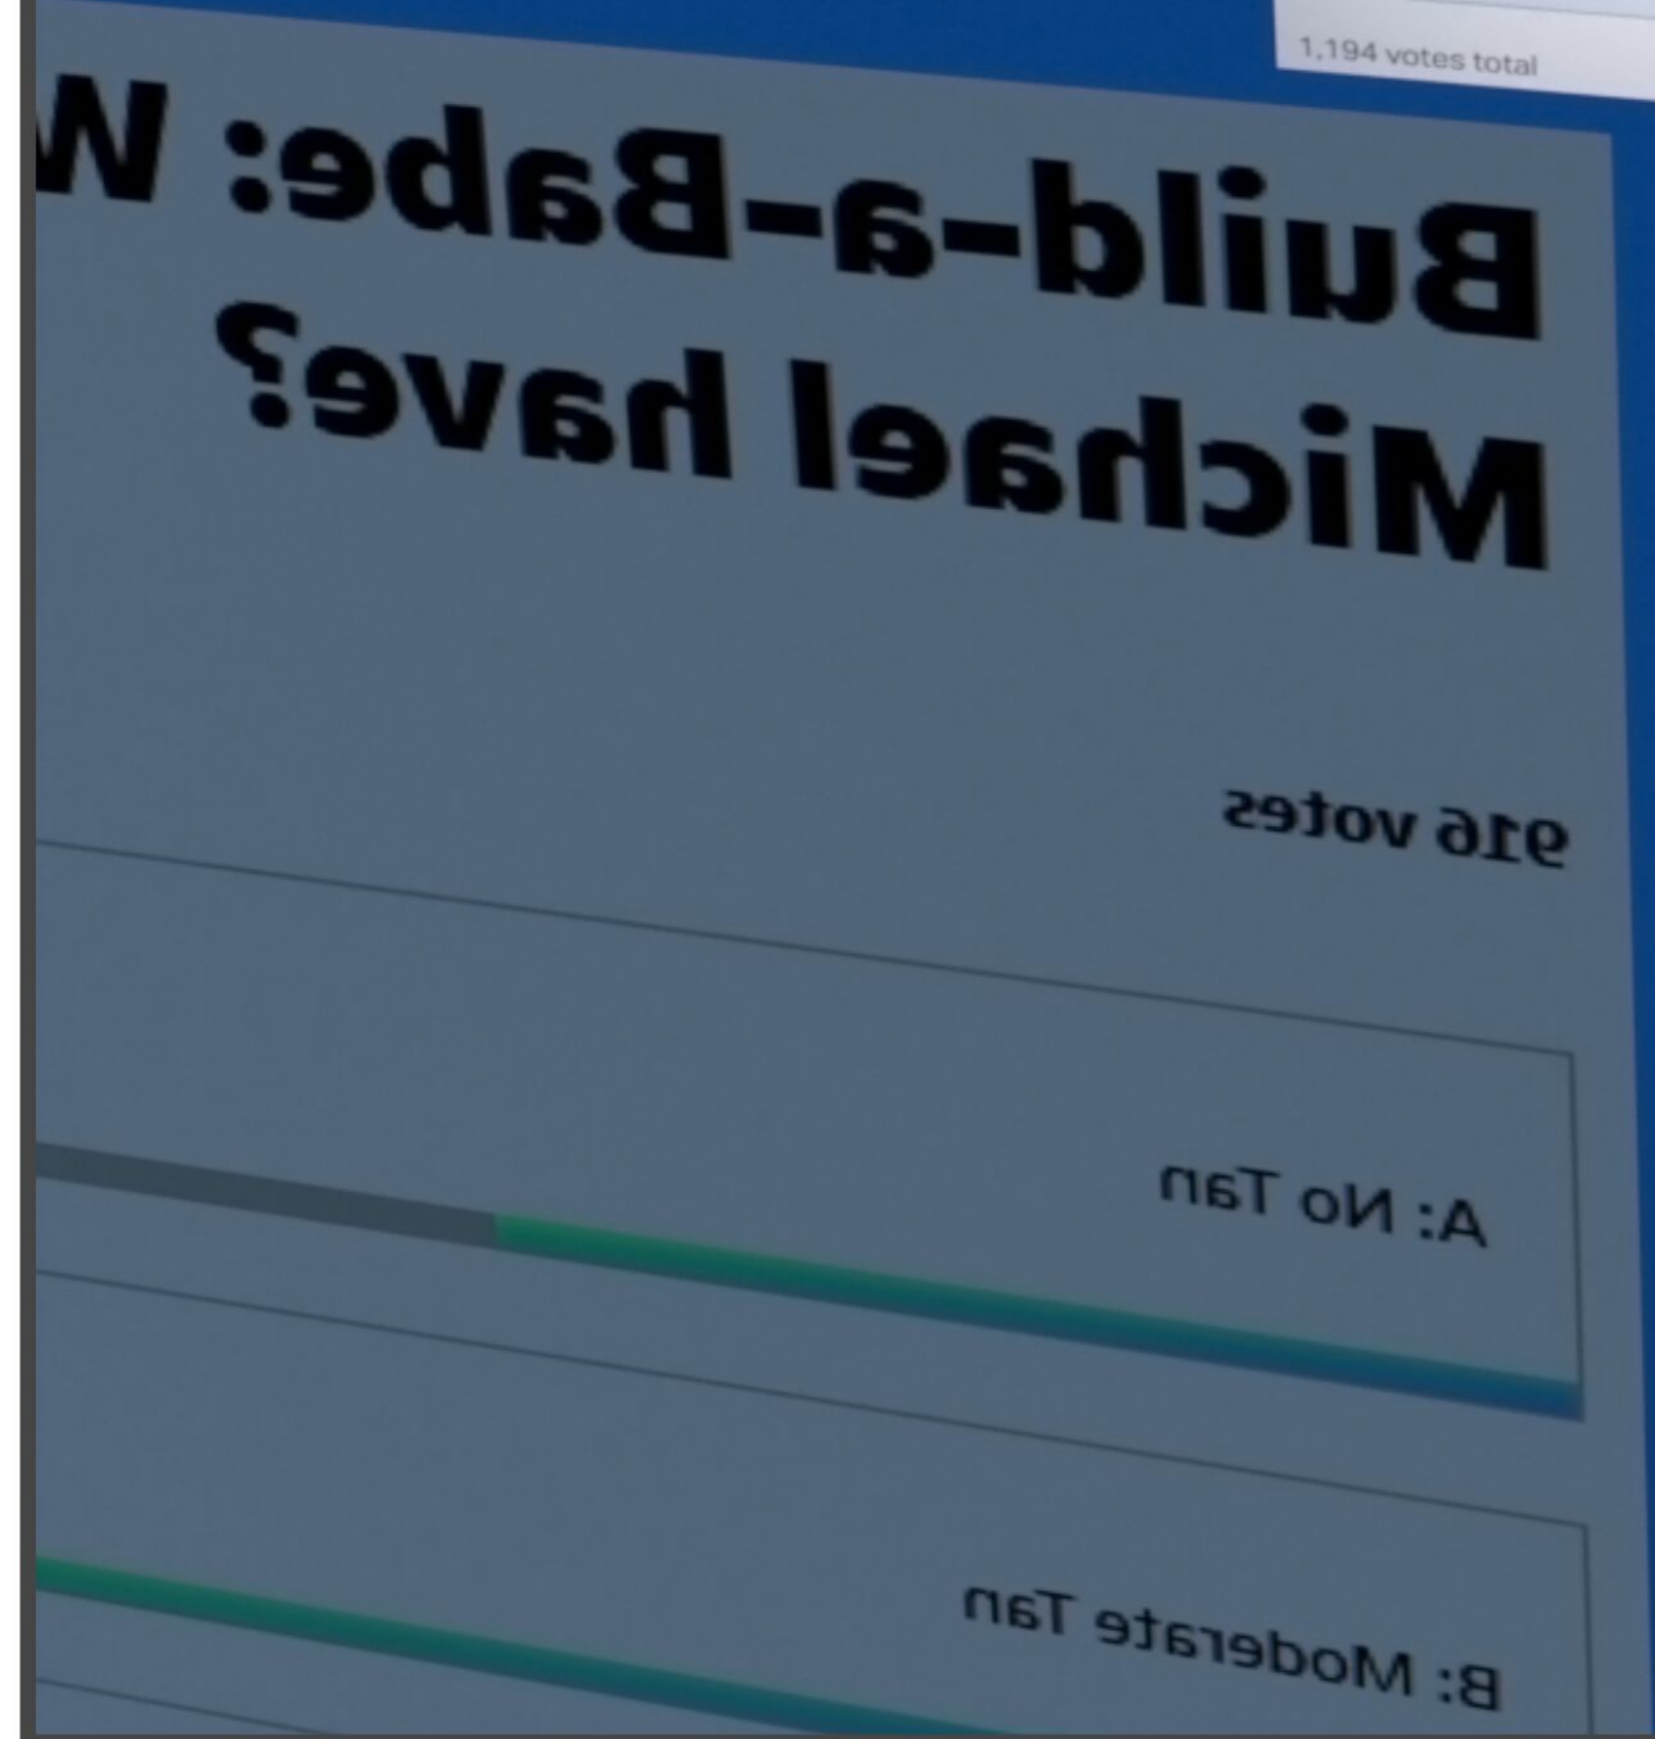 1,194 votes total
Build-a-Babe: W
Michael have?
916 votes
A: No Tan
B: Moderate Tan